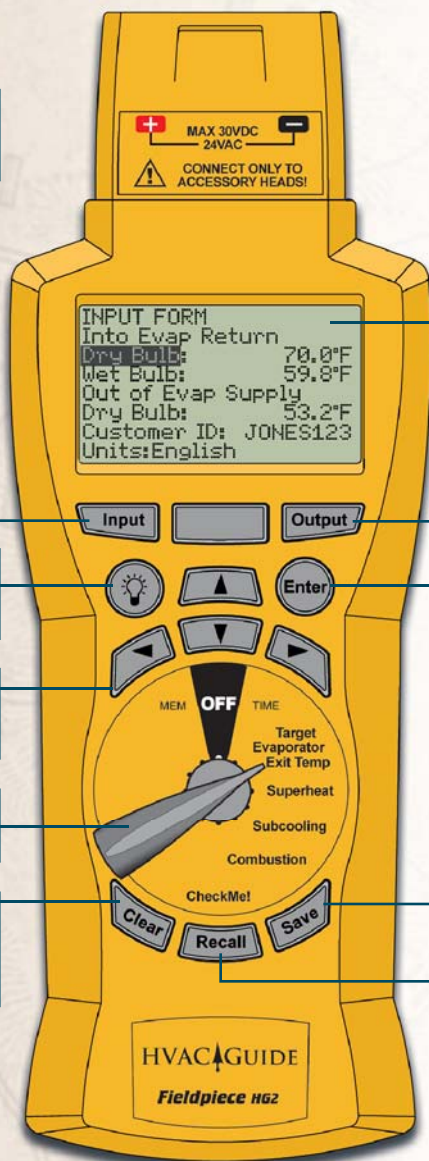 MAX 30VDC
24VAC
CONNECT ONLY TO
ACCESSORY HEADS!
INPUT FORM
Into Evap Return
Dry Bulb: 70.0°F
Wet Bulb: 59.8°F
Out of Evap Supply
Dry Bulb: 53.2°F
Customer ID: JONES123
Units:English
Input
Output
Enter
MEM OFF TIME
Target
Evaporator
Exit Temp
Superheat
Subcooling
Combustion
CheckMe!
Clear
Recall
Save
HVAC GUIDE
Fieldpiece HG2